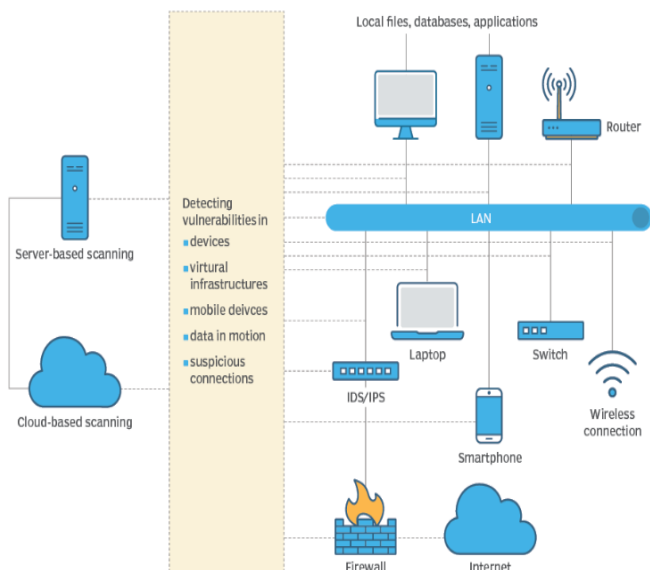 Local files, databases, applications
Router
LAN
Server-based scanning
Detecting
vulnerabilities in
devices
virtural
infrastructures
mobile deivces
data in motion
suspicious
connections
Cloud-based scanning
Laptop
Switch
IDS/IPS
Wireless
connection
Smartphone
Firewall
Internet